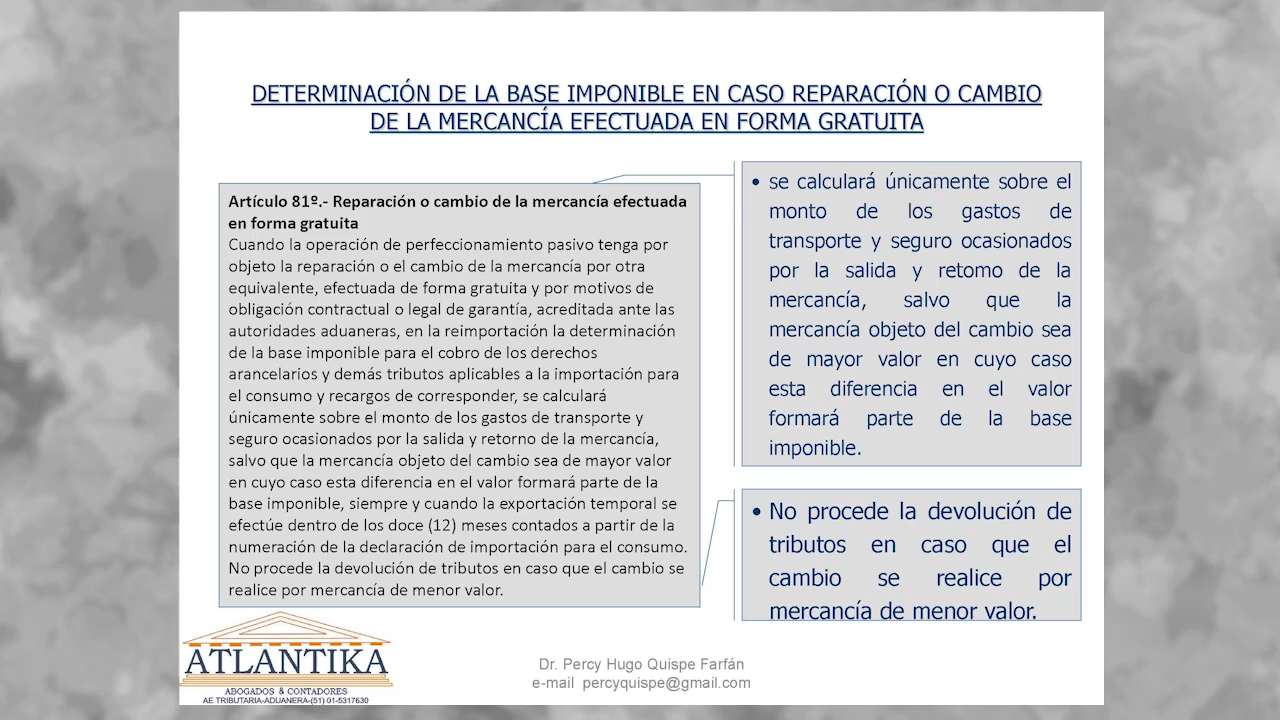 DETERMINACIÓN DE LA BASE IMPONIBLE EN CASO REPARACIÓN O CAMBIO
DE LA MERCANCÍA EFECTUADA EN FORMA GRATUITA
Artículo 81º.- Reparación o cambio de la mercancía efectuada
en forma gratuita
Cuando la operación de perfeccionamiento pasivo tenga por
objeto la reparación o el cambio de la mercancía por otra
equivalente, efectuada de forma gratuita y por motivos de
obligación contractual o legal de garantía, acreditada ante las
autoridades aduaneras, en la reimportación la determinación
de la base imponible para el cobro de los derechos
arancelarios y demás tributos aplicables a la importación para
el consumo y recargos de corresponder, se calculará
únicamente sobre el monto de los gastos de transporte y
seguro ocasionados por la salida y retorno de la mercancía,
salvo que la mercancía objeto del cambio sea de mayor valor
en cuyo caso esta diferencia en el valor formará parte de la
base imponible, siempre y cuando la exportación temporal se
efectúe dentro de los doce (12) meses contados a partir de la
numeración de la declaración de importación para el consumo.
No procede la devolución de tributos en caso que el cambio se
realice por mercancía de menor valor.
• se calculará únicamente sobre el
monto de los gastos de
transporte y seguro ocasionados
por la salida y retorno de la
mercancía, salvo que la
mercancía objeto del cambio sea
de mayor valor en cuyo caso
esta diferencia en el valor
formará parte de la base
imponible.
• No procede la devolución de
tributos en caso que el
cambio se realice por
mercancía de menor valor.
ATLANTIKA
ABOGADOS & CONTADORES
AE TRIBUTARIA-ADUANERA-(51) 01-5317630
Dr. Percy Hugo Quispe Farfán
e-mail percyquispe@gmail.com